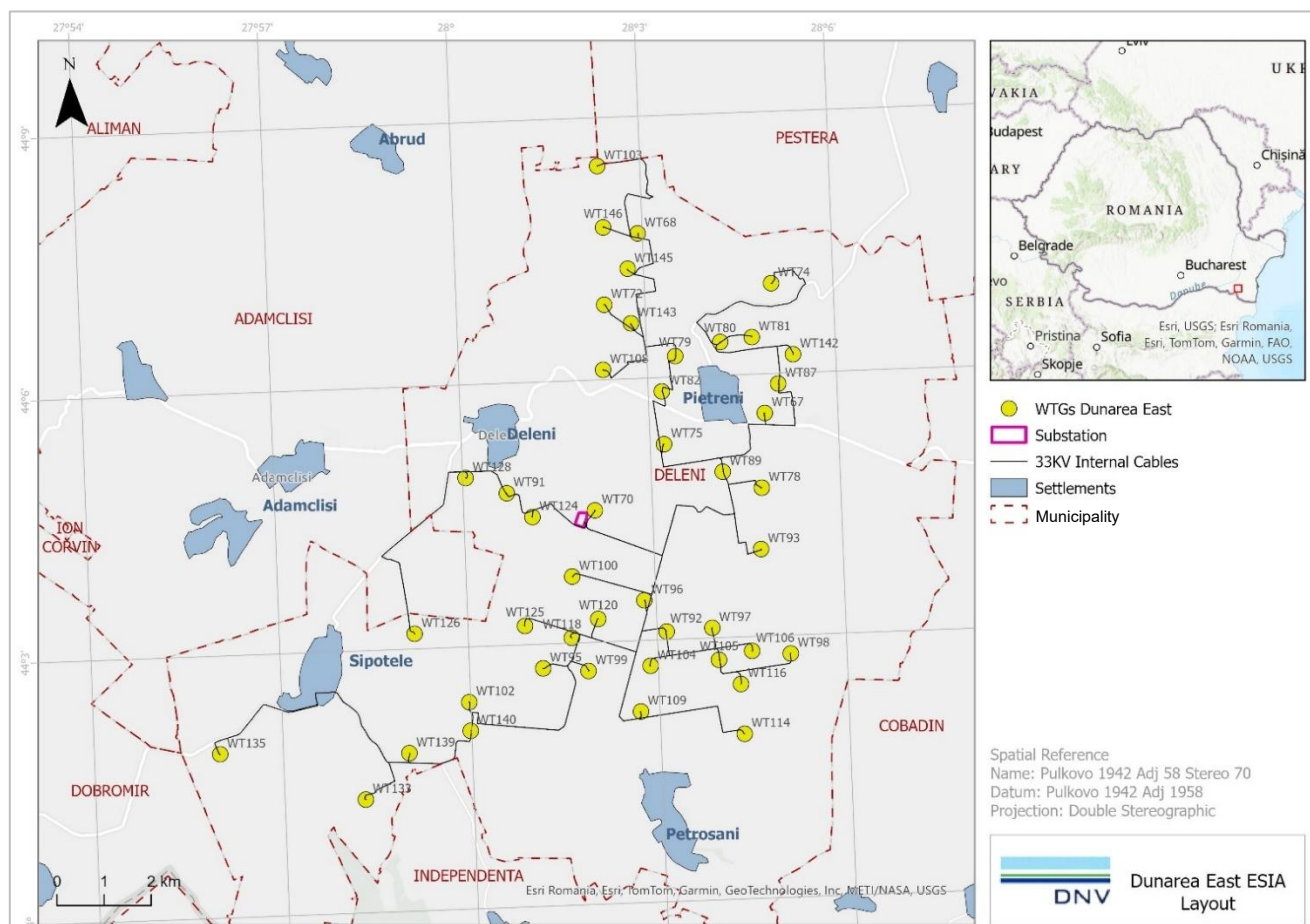 27°54'
27°57'
28°
28°3'
28°6'
N
44°9'
44°6'
44°3'
ALIMAN
Abrud
PESTERA
WT103
WT146
WT68
WT145
WT74
WT72
WT143
ADAMCLISI
WT80
WT81
WT79
WT142
WT108
WT87
WT82
Pietreni
WT67
Deleni
WT75
DELENI
WT89
Adamclisi
WT128
WT78
Adamclisi
WT91
WT124
WT70
ION
CORVIN
WT93
WT100
WT96
WT120
WT125
WT118
WT92
WT97
WT126
WT106
WT98
WT105
WT104
Sipotele
WT95
WT99
WT116
WT102
WT109
WT140
WT114
COBADIN
WT139
WT135
DOBROMIR
WT133
Petrosani
INDEPENDENTA
0 1 2 km
Esri Romania, Esri, TomTom, Garmin, GeoTechnologies, Inc, METI/NASA, USGS
Lviv
UKE
VAKIA
Budapest
ARY
Chișină
ROMANIA
Belgrade
Bucharest
Danube
evo
SERBIA
Pristina
Sofia
Skopje
Esri, USGS; Esri Romania,
Esri, TomTom, Garmin, FAO,
NOAA, USGS
WTGs Dunarea East
Substation
33KV Internal Cables
Settlements
Municipality
Spatial Reference
Name: Pulkovo 1942 Adj 58 Stereo 70
Datum: Pulkovo 1942 Adj 1958
Projection: Double Stereographic
DNV
Dunarea East ESIA
Layout